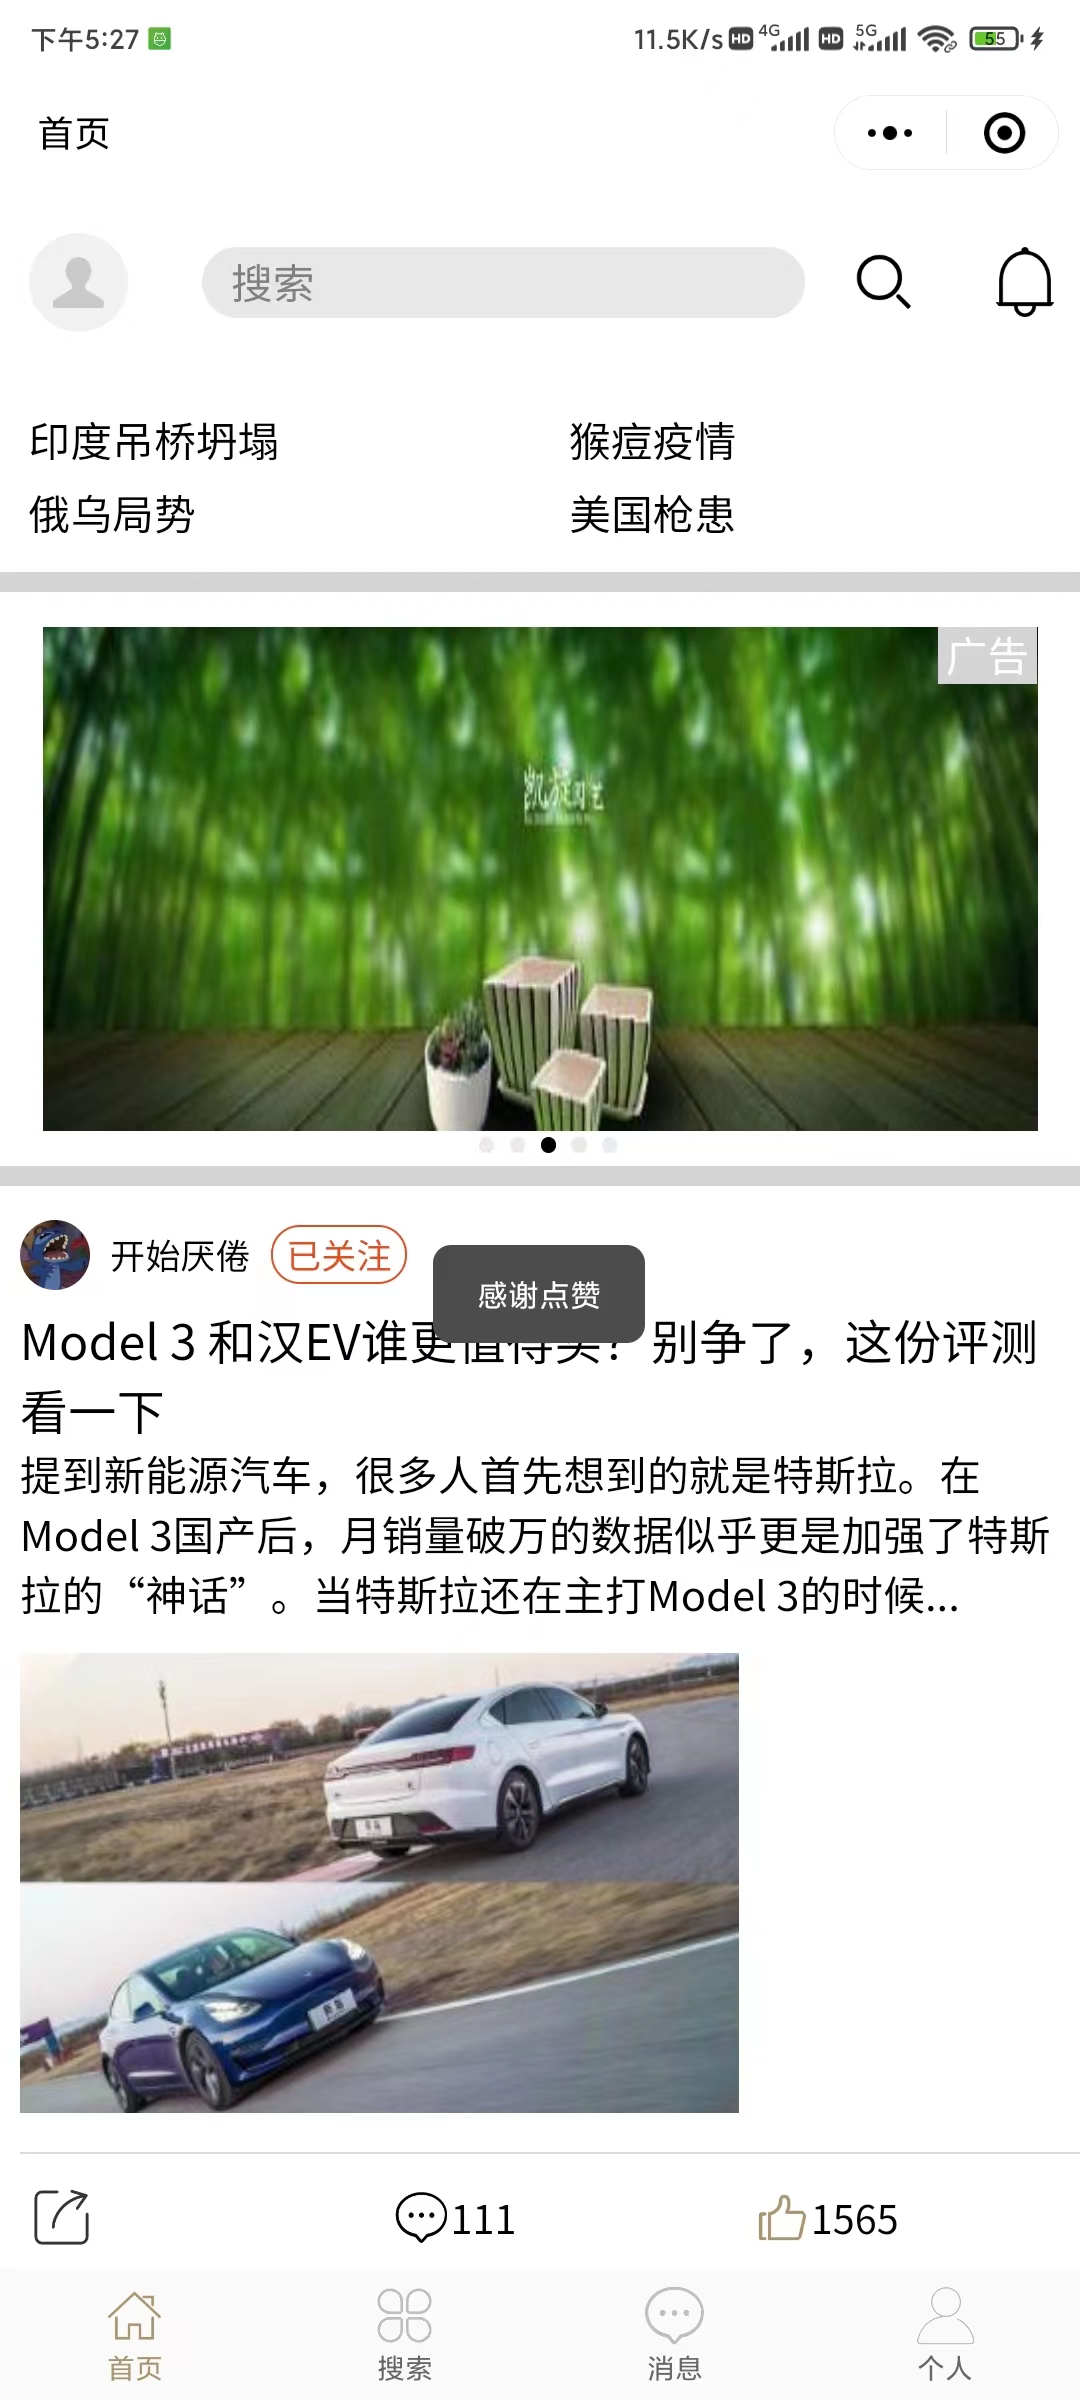 下午5:27
11.5K/s HD 4G HD 5G 55
首页
搜索
印度吊桥坍塌
猴痘疫情
俄乌局势
美国枪患
广告
凯旋陶艺
开始厌倦
已关注
感谢点赞
Model 3 和汉EV谁更值得买？别争了，这份评测
看一下
提到新能源汽车，很多人首先想到的就是特斯拉。在
Model 3国产后，月销量破万的数据似乎更是加强了特斯
拉的“神话”。当特斯拉还在主打Model 3的时候...
111
1565
首页
搜索
消息
个人